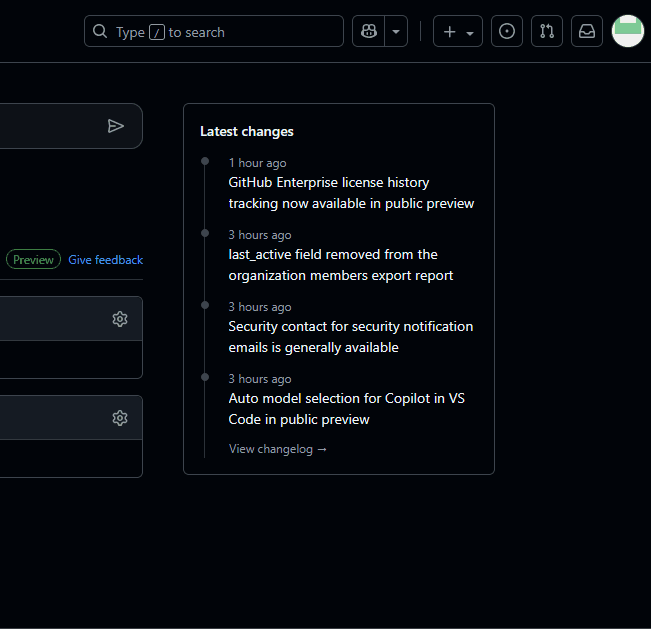 Type / to search
Preview Give feedback
Latest changes
1 hour ago
GitHub Enterprise license history
tracking now available in public preview
3 hours ago
last_active field removed from the
organization members export report
3 hours ago
Security contact for security notification
emails is generally available
3 hours ago
Auto model selection for Copilot in VS
Code in public preview
View changelog →